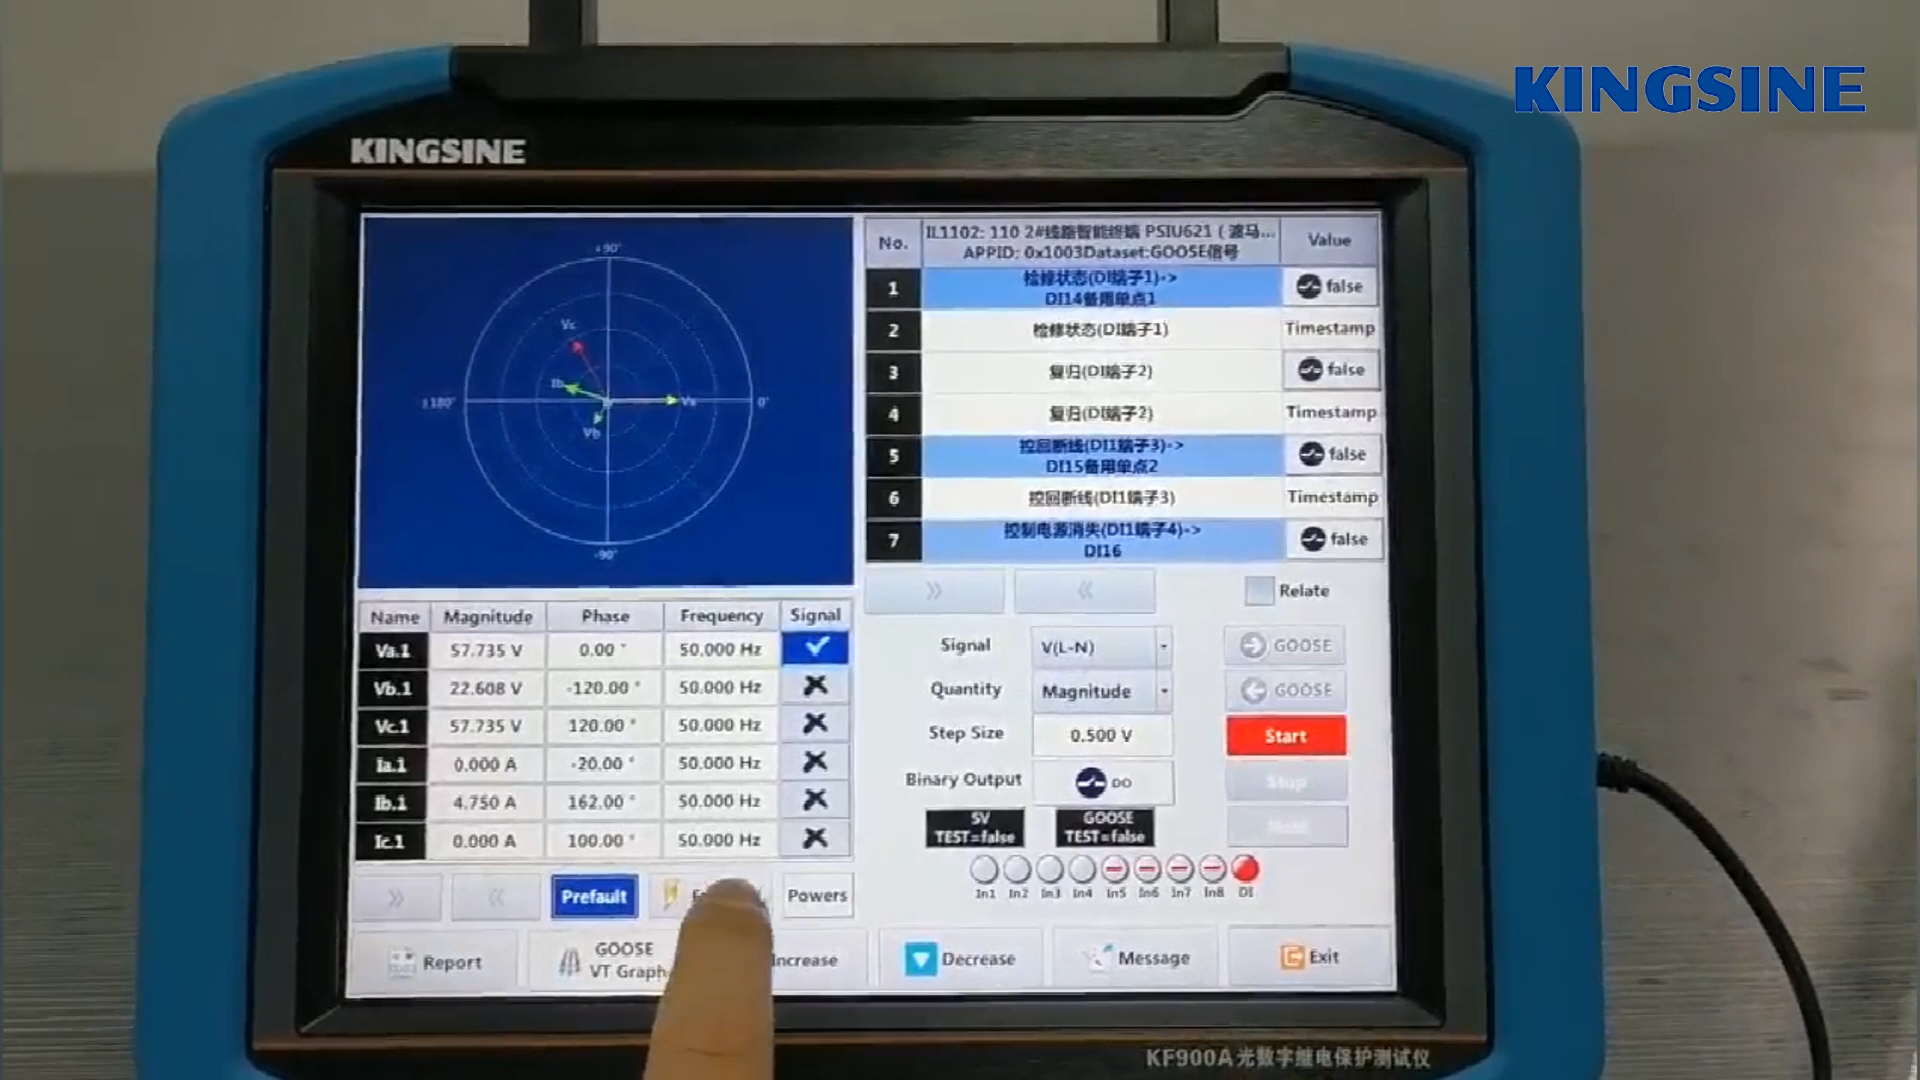 KINGSINE
KINGSINE
+90°
Vc
Ib
±180°
Va
0°
Vb
-90°
No.
IL1102: 110 2#线路智能终端 PSIU621 (渡马...
APPID: 0x1003Dataset:GOOSE信号
Value
1
检修状态(DI端子1)->
DI14备用单点1
false
2
检修状态(DI端子1)
Timestamp
3
复归(DI端子2)
false
4
复归(DI端子2)
Timestamp
5
控回断线(DI1端子3)->
DI15备用单点2
false
6
控回断线(DI1端子3)
Timestamp
7
控制电源消失(DI1端子4)->
DI16
false
Name Magnitude Phase Frequency Signal
Va.1 57.735 V 0.00 ° 50.000 Hz
Vb.1 22.608 V -120.00 ° 50.000 Hz
Vc.1 57.735 V 120.00 ° 50.000 Hz
Ia.1 0.000 A -20.00 ° 50.000 Hz
Ib.1 4.750 A 162.00 ° 50.000 Hz
Ic.1 0.000 A 100.00 ° 50.000 Hz
Relate
Signal V(L-N) GOOSE
Quantity Magnitude GOOSE
Step Size 0.500 V Start
Binary Output DO Stop
SV
TEST=false
GOOSE
TEST=false
In1 In2 In3 In4 In5 In6 In7 In8 DI
Prefault Powers
Report
GOOSE
VT Graph
Increase
Decrease
Message
Exit
KF900A光数字继电保护测试仪